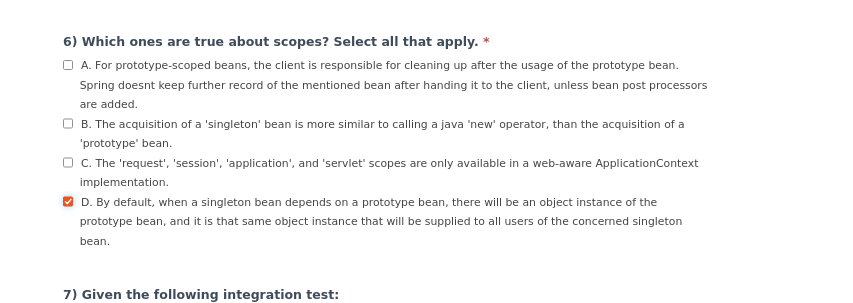 6) Which ones are true about scopes? Select all that apply. *
A. For prototype-scoped beans, the client is responsible for cleaning up after the usage of the prototype bean.
Spring doesnt keep further record of the mentioned bean after handing it to the client, unless bean post processors
are added.
B. The acquisition of a 'singleton' bean is more similar to calling a java 'new' operator, than the acquisition of a
'prototype' bean.
C. The 'request', 'session', 'application', and 'servlet' scopes are only available in a web-aware ApplicationContext
implementation.
D. By default, when a singleton bean depends on a prototype bean, there will be an object instance of the
prototype bean, and it is that same object instance that will be supplied to all users of the concerned singleton
bean.
7) Given the following integration test: